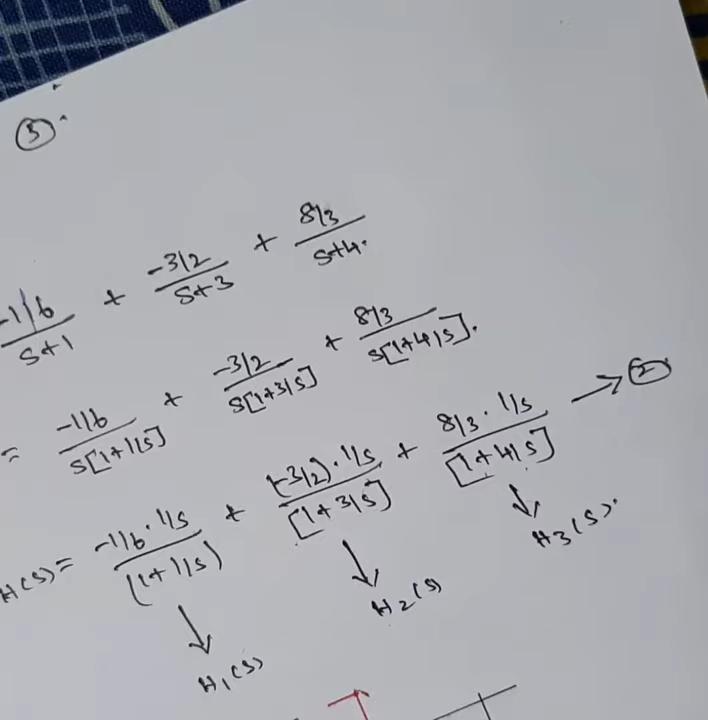 ③
-1/6 / s+1 + -3/2 / s+3 + 8/3 / s+4.
= -1/6 / s[1+1/s] + -3/2 / s[1+3/s] + 8/3 / s[1+4/s].
H(s) = -1/6 · 1/s / (1+1/s) + (-3/2) · 1/s / [1+3/s] + 8/3 · 1/s / [1+4/s] → ②
H1(s) H2(s) H3(s)